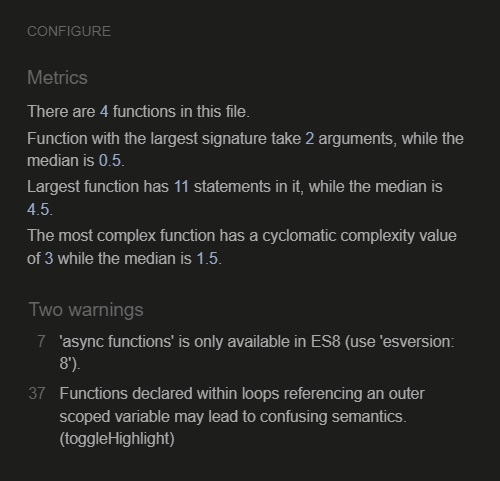 CONFIGURE
Metrics
There are 4 functions in this file.
Function with the largest signature take 2 arguments, while the
median is 0.5.
Largest function has 11 statements in it, while the median is
4.5.
The most complex function has a cyclomatic complexity value
of 3 while the median is 1.5.
Two warnings
7 'async functions' is only available in ES8 (use 'esversion:
8').
37 Functions declared within loops referencing an outer
scoped variable may lead to confusing semantics.
(toggleHighlight)